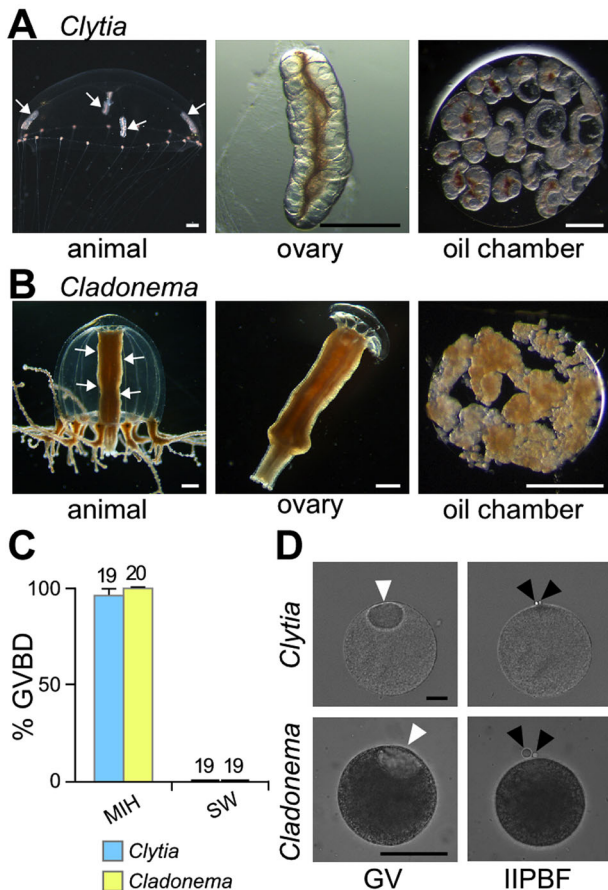 A Clytia
animal ovary oil chamber
B Cladonema
animal ovary oil chamber
C
% GVBD
100
50
0
19 20
19 19
MIH SW
Clytia
Cladonema
D
Clytia
Cladonema
GV IIPBF